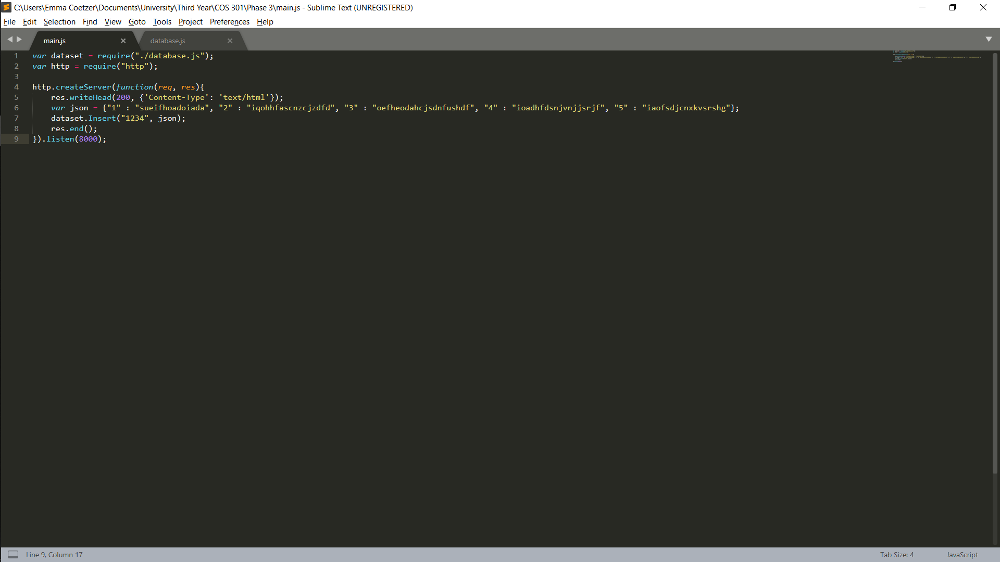 C:\Users\Emma Coetzer\Documents\University\Third Year\COS 301\Phase 3\main.js - Sublime Text (UNREGISTERED)
File Edit Selection Find View Goto Tools Project Preferences Help
main.js database.js
1 var dataset = require("./database.js");
2 var http = require("http");
3
4 http.createServer(function(req, res){
5     res.writeHead(200, {'Content-Type': 'text/html'});
6     var json = {"1" : "sueifhoadoiada", "2" : "iqohhfascnzcjzdfd", "3" : "oefheodahcjsdnfushdf", "4" : "ioadhfdsnjvnjjsrjf", "5" : "iaofsdjcnxkvsrshg"};
7     dataset.Insert("1234", json);
8     res.end();
9 }).listen(8000);
Line 9, Column 17 Tab Size: 4 JavaScript